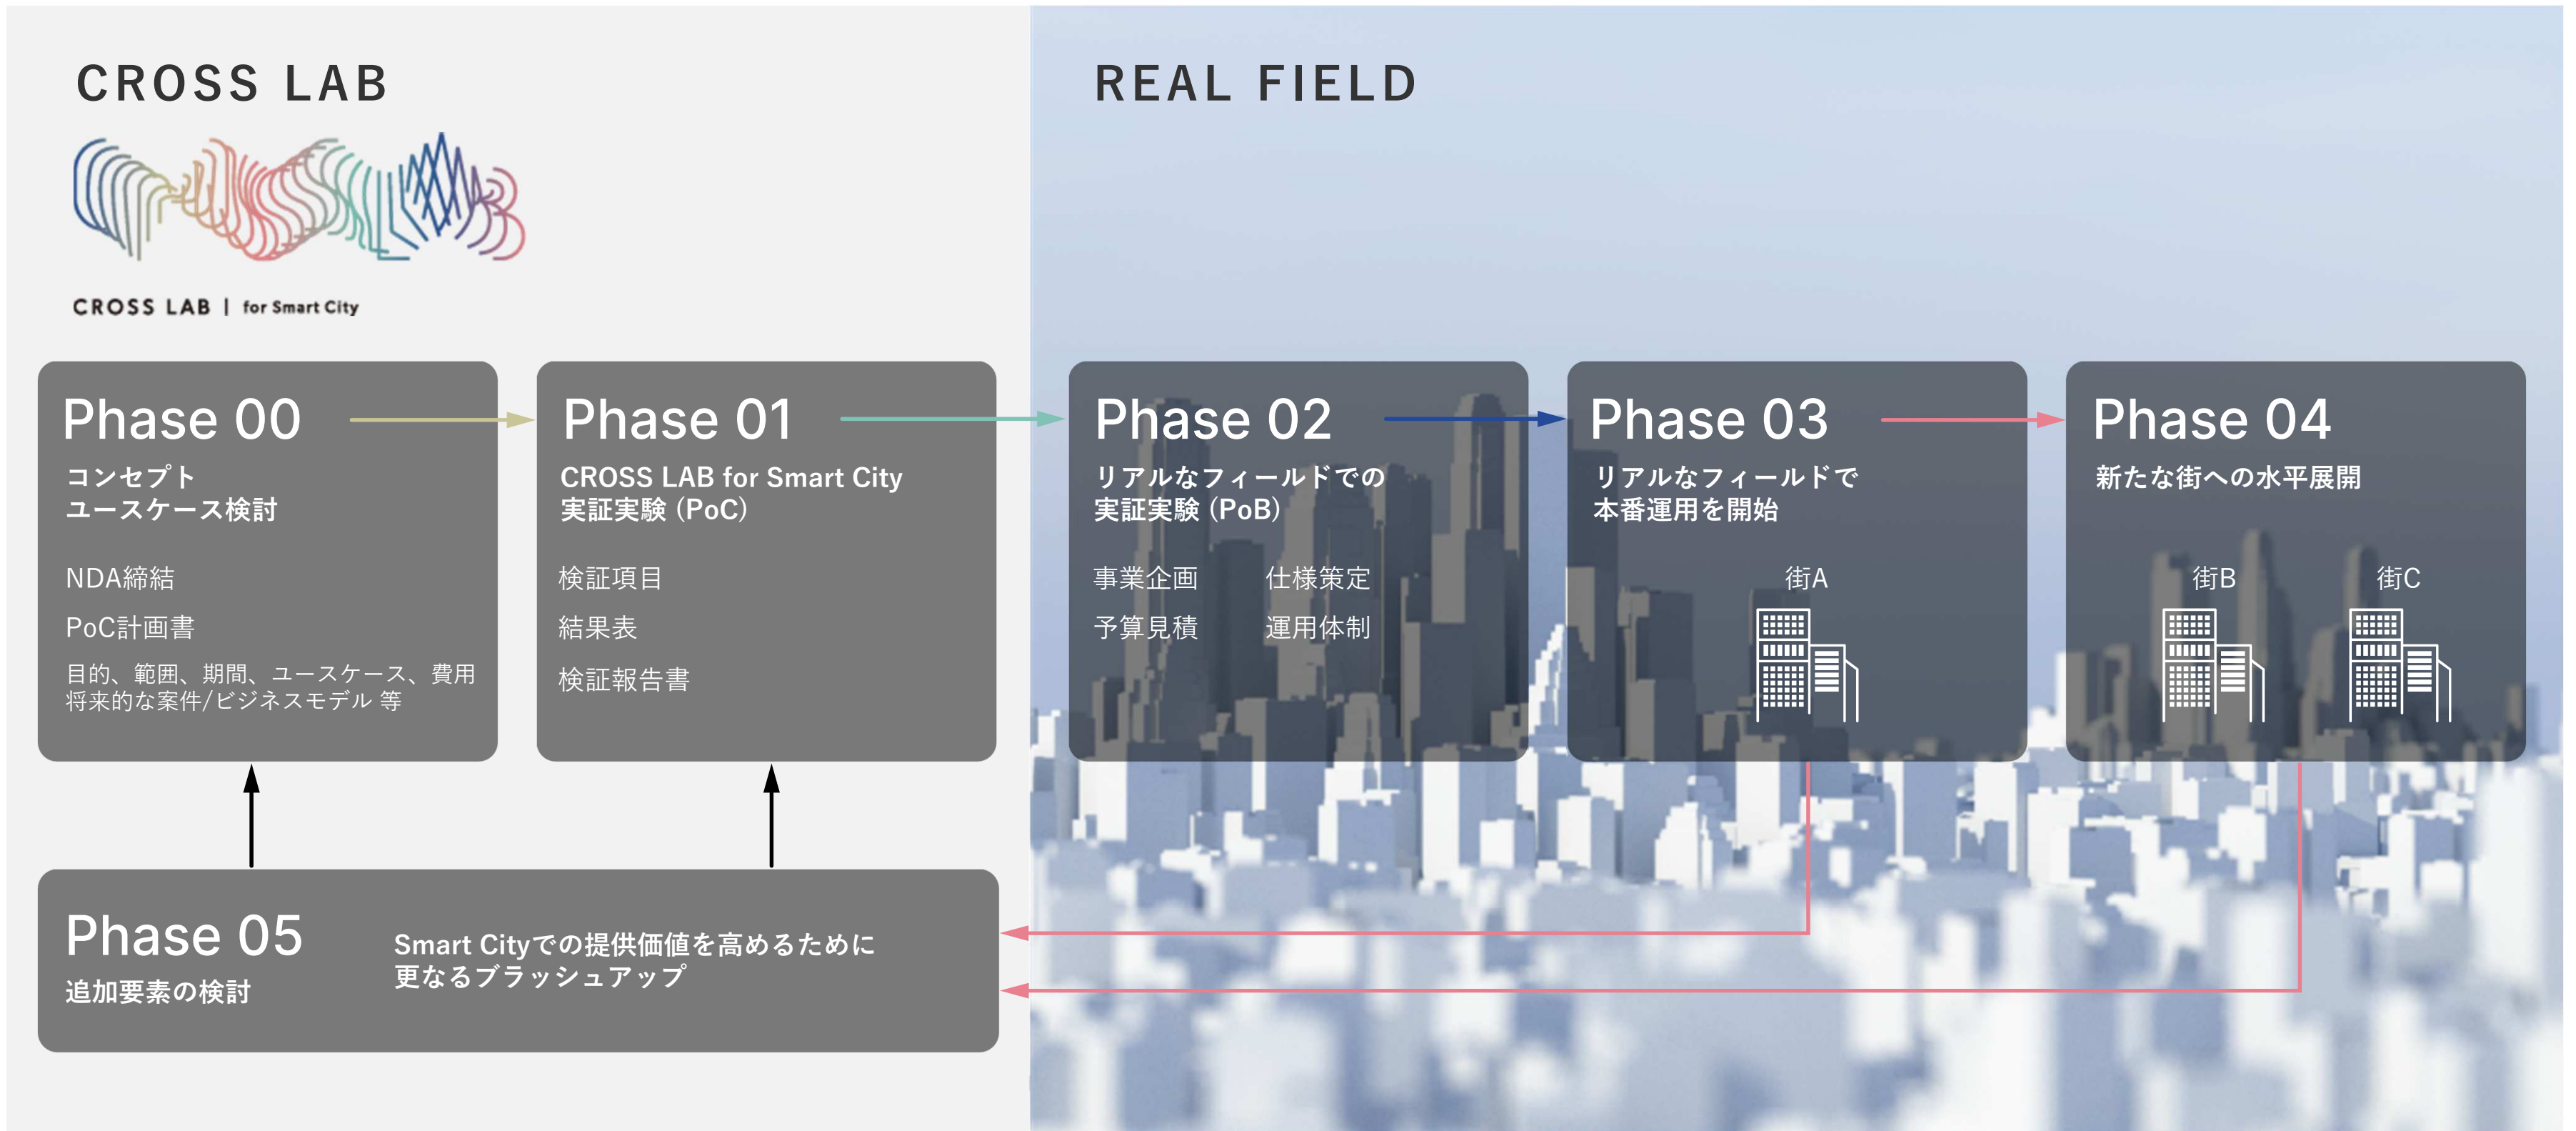 CROSS LAB
CROSS LAB | for Smart City
REAL FIELD
Phase 00
コンセプト
ユースケース検討
NDA締結
PoC計画書
目的、範囲、期間、ユースケース、費用
将来的な案件/ビジネスモデル 等
Phase 01
CROSS LAB for Smart City
実証実験 (PoC)
検証項目
結果表
検証報告書
Phase 02
リアルなフィールドでの
実証実験 (PoB)
事業企画 仕様策定
予算見積 運用体制
Phase 03
リアルなフィールドで
本番運用を開始
街A
Phase 04
新たな街への水平展開
街B 街C
Phase 05
追加要素の検討
Smart Cityでの提供価値を高めるために
更なるブラッシュアップ